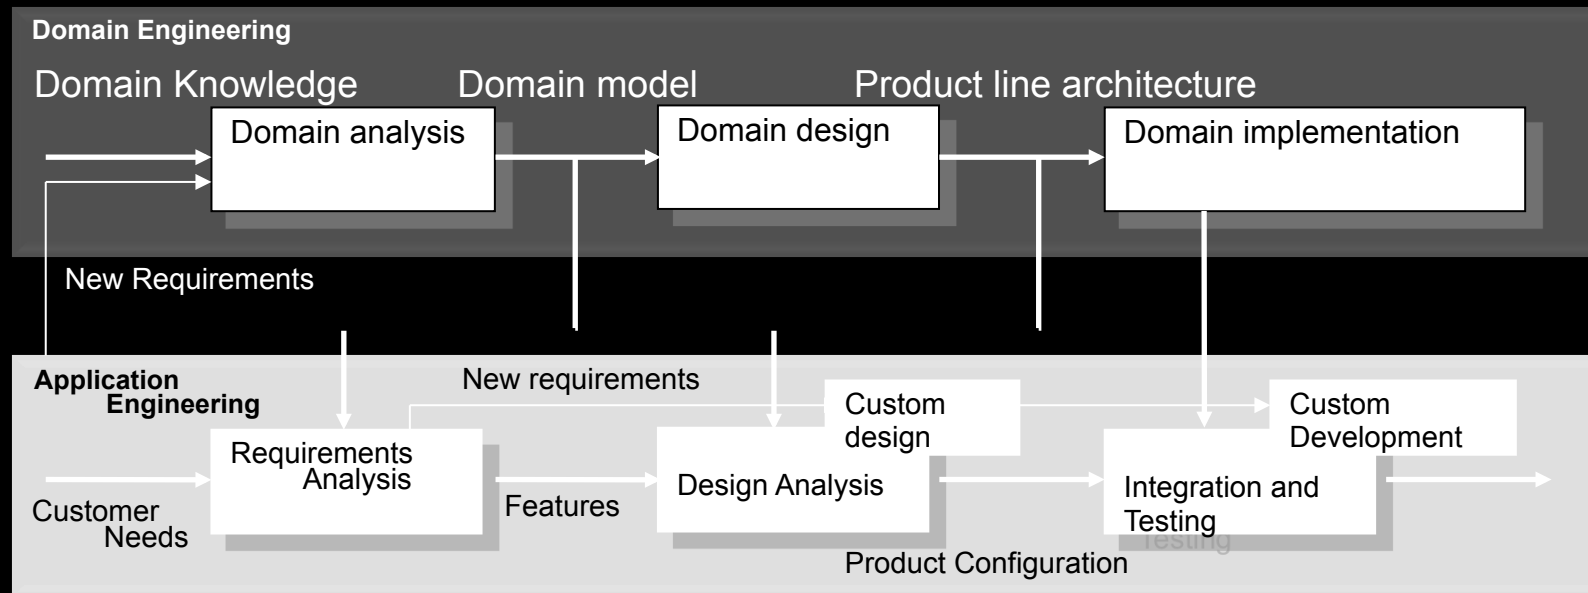 Domain Engineering
Domain Knowledge
Domain model
Product line architecture
Domain analysis
Domain design
Domain implementation
New Requirements
Application
Engineering
New requirements
Custom
design
Custom
Development
Requirements
Analysis
Design Analysis
Integration and
Testing
Testing
Features
Customer
Needs
Product Configuration